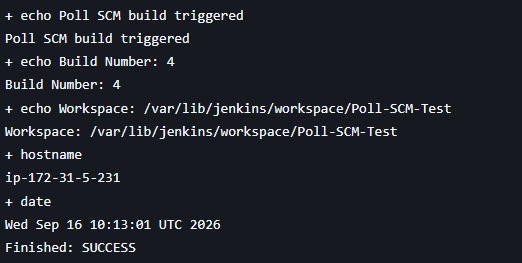 + echo Poll SCM build triggered
Poll SCM build triggered
+ echo Build Number: 4
Build Number: 4
+ echo Workspace: /var/lib/jenkins/workspace/Poll-SCM-Test
Workspace: /var/lib/jenkins/workspace/Poll-SCM-Test
+ hostname
ip-172-31-5-231
+ date
Wed Sep 16 10:13:01 UTC 2026
Finished: SUCCESS